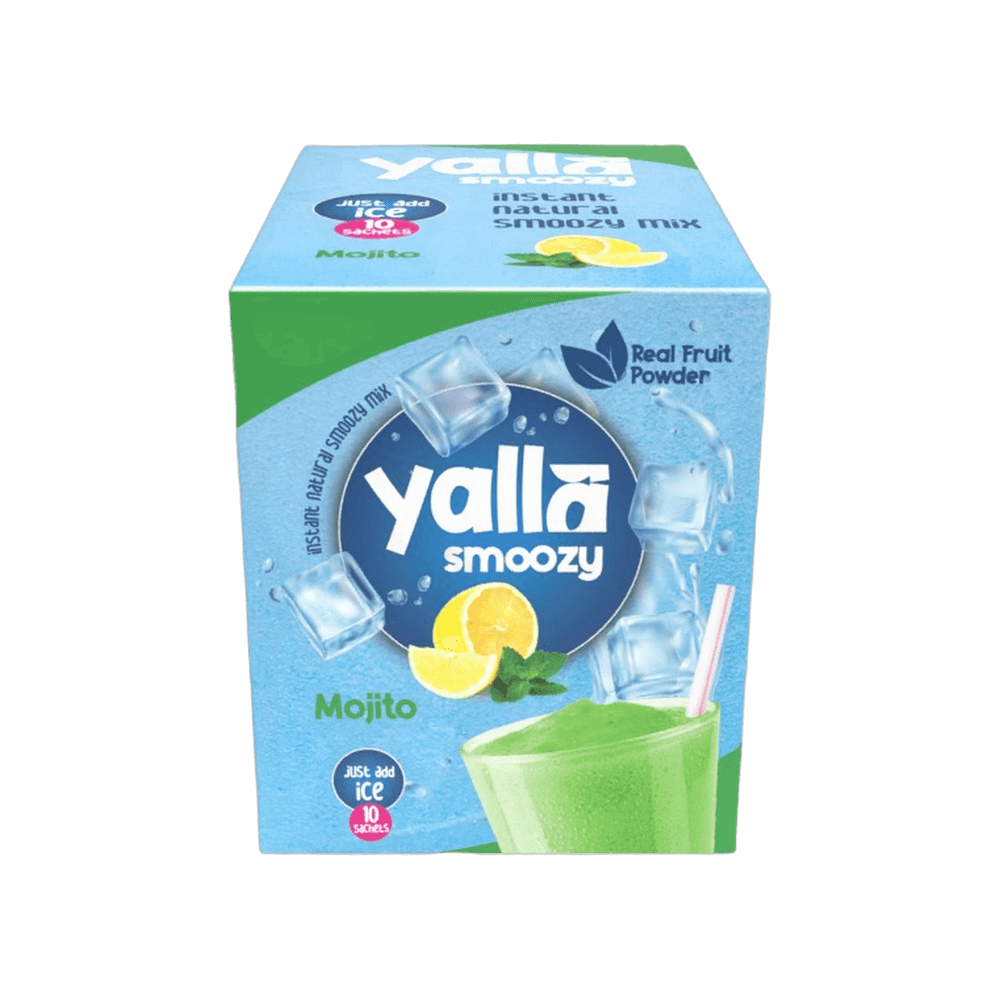 yallā
smoozy
just add
ice
10
sachets
instant
natural
smoozy mix
Mojito
Real Fruit
Powder
instant natural smoozy mix
yallā
smoozy
Mojito
just add
ice
10
sachets